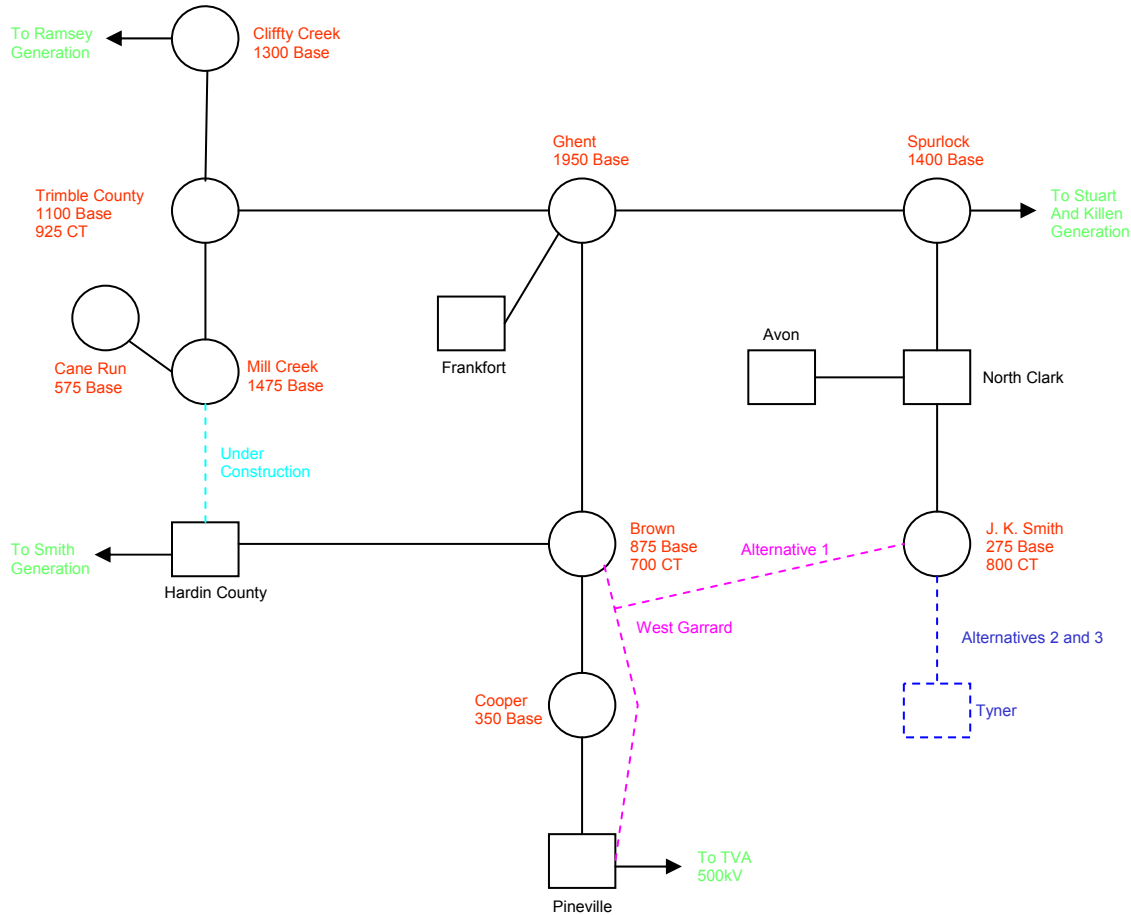 To Ramsey
Generation
Cliffty Creek
1300 Base
Ghent
1950 Base
Spurlock
1400 Base
Trimble County
1100 Base
925 CT
To Stuart
And Killen
Generation
Cane Run
575 Base
Mill Creek
1475 Base
Frankfort
Avon
North Clark
Under
Construction
To Smith
Generation
Hardin County
Brown
875 Base
700 CT
Alternative 1
J. K. Smith
275 Base
800 CT
West Garrard
Alternatives 2 and 3
Cooper
350 Base
Tyner
To TVA
500kV
Pineville